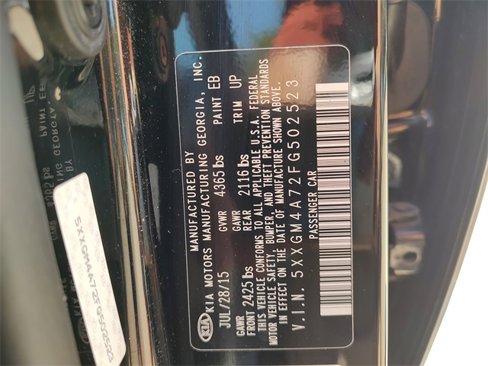 KIA
MANUFACTURED BY
KIA MOTORS MANUFACTURING GEORGIA, INC.
JUL/28/15 GVWR 4365 lbs PAINT EB
GAWR FRONT 2425 lbs GAWR REAR 2116 lbs TRIM UP
THIS VEHICLE CONFORMS TO ALL APPLICABLE U.S.A. FEDERAL
MOTOR VEHICLE SAFETY, BUMPER, AND THEFT PREVENTION STANDARDS
IN EFFECT ON THE DATE OF MANUFACTURE SHOWN ABOVE.
V.I.N. 5XXGM4A72FG502523
PASSENGER CAR